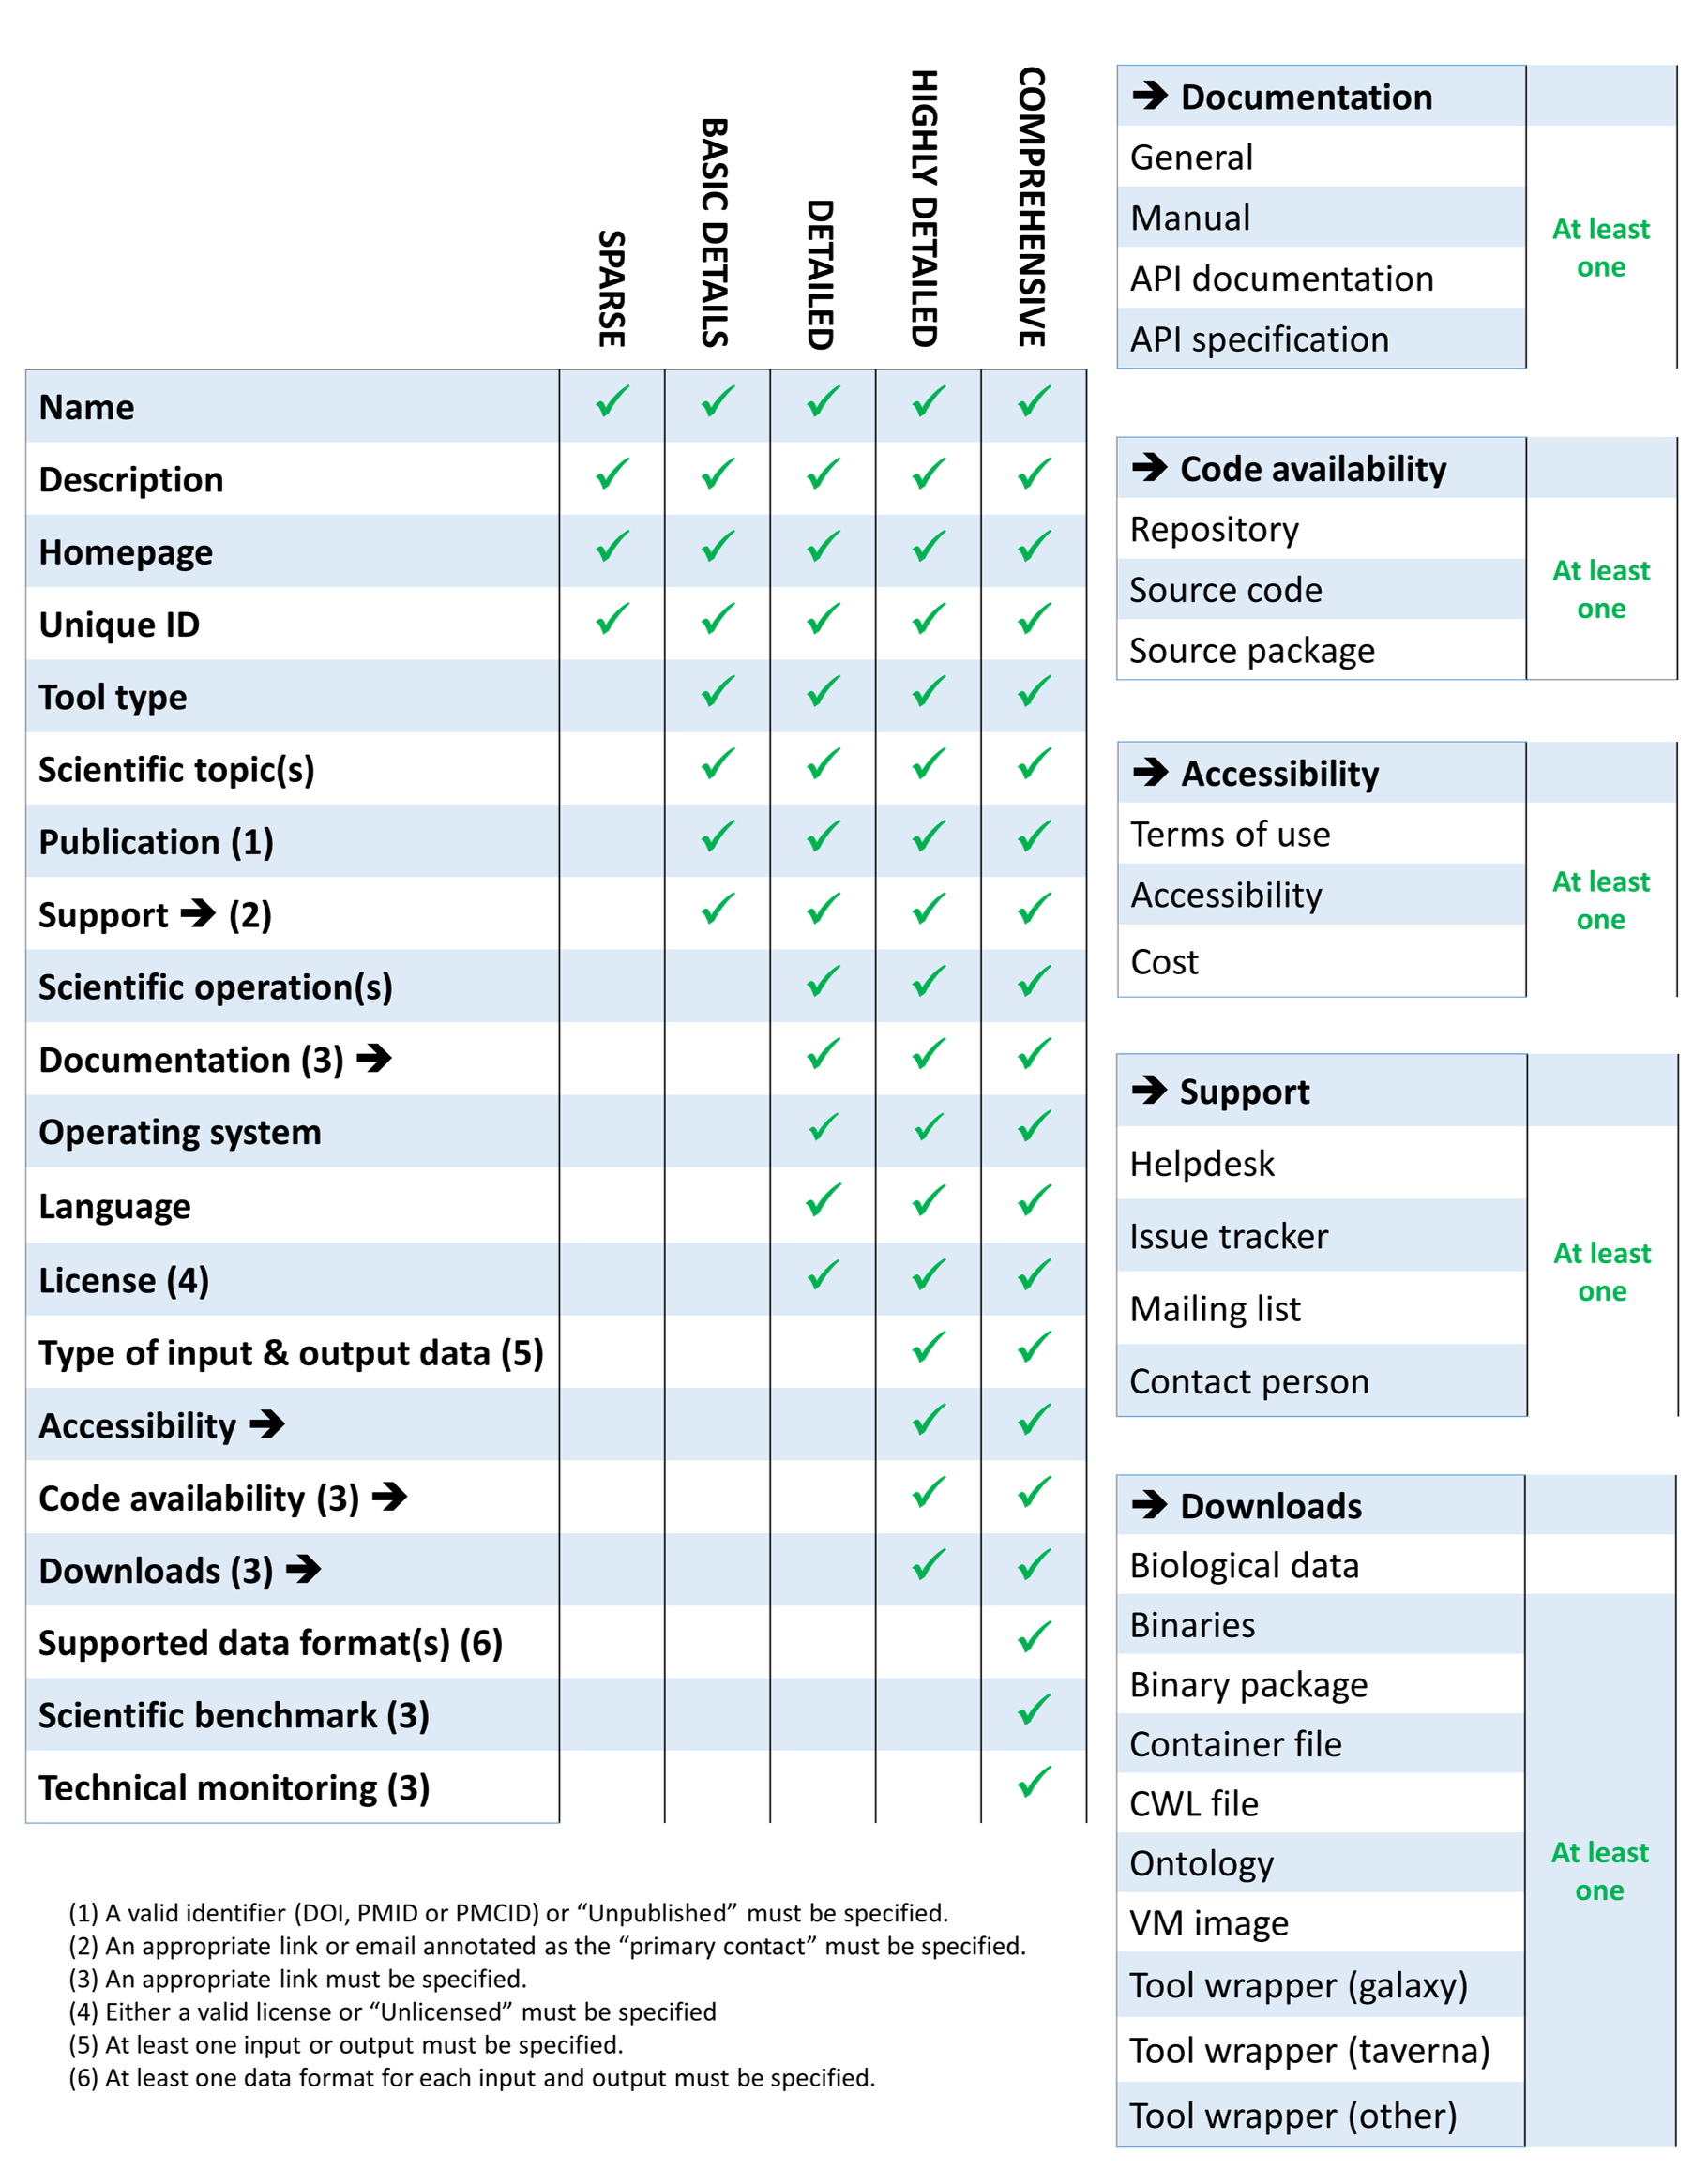 SPARSE
BASIC DETAILS
DETAILED
HIGHLY DETAILED
COMPREHENSIVE
Name
Description
Homepage
Unique ID
Tool type
Scientific topic(s)
Publication (1)
Support ➔ (2)
Scientific operation(s)
Documentation (3) ➔
Operating system
Language
License (4)
Type of input & output data (5)
Accessibility ➔
Code availability (3) ➔
Downloads (3) ➔
Supported data format(s) (6)
Scientific benchmark (3)
Technical monitoring (3)
(1) A valid identifier (DOI, PMID or PMCID) or “Unpublished” must be specified.
(2) An appropriate link or email annotated as the “primary contact” must be specified.
(3) An appropriate link must be specified.
(4) Either a valid license or “Unlicensed” must be specified
(5) At least one input or output must be specified.
(6) At least one data format for each input and output must be specified.
➔ Documentation
General
Manual
API documentation
API specification
At least
one
➔ Code availability
Repository
Source code
Source package
At least
one
➔ Accessibility
Terms of use
Accessibility
Cost
At least
one
➔ Support
Helpdesk
Issue tracker
Mailing list
Contact person
At least
one
➔ Downloads
Biological data
Binaries
Binary package
Container file
CWL file
Ontology
VM image
Tool wrapper (galaxy)
Tool wrapper (taverna)
Tool wrapper (other)
At least
one